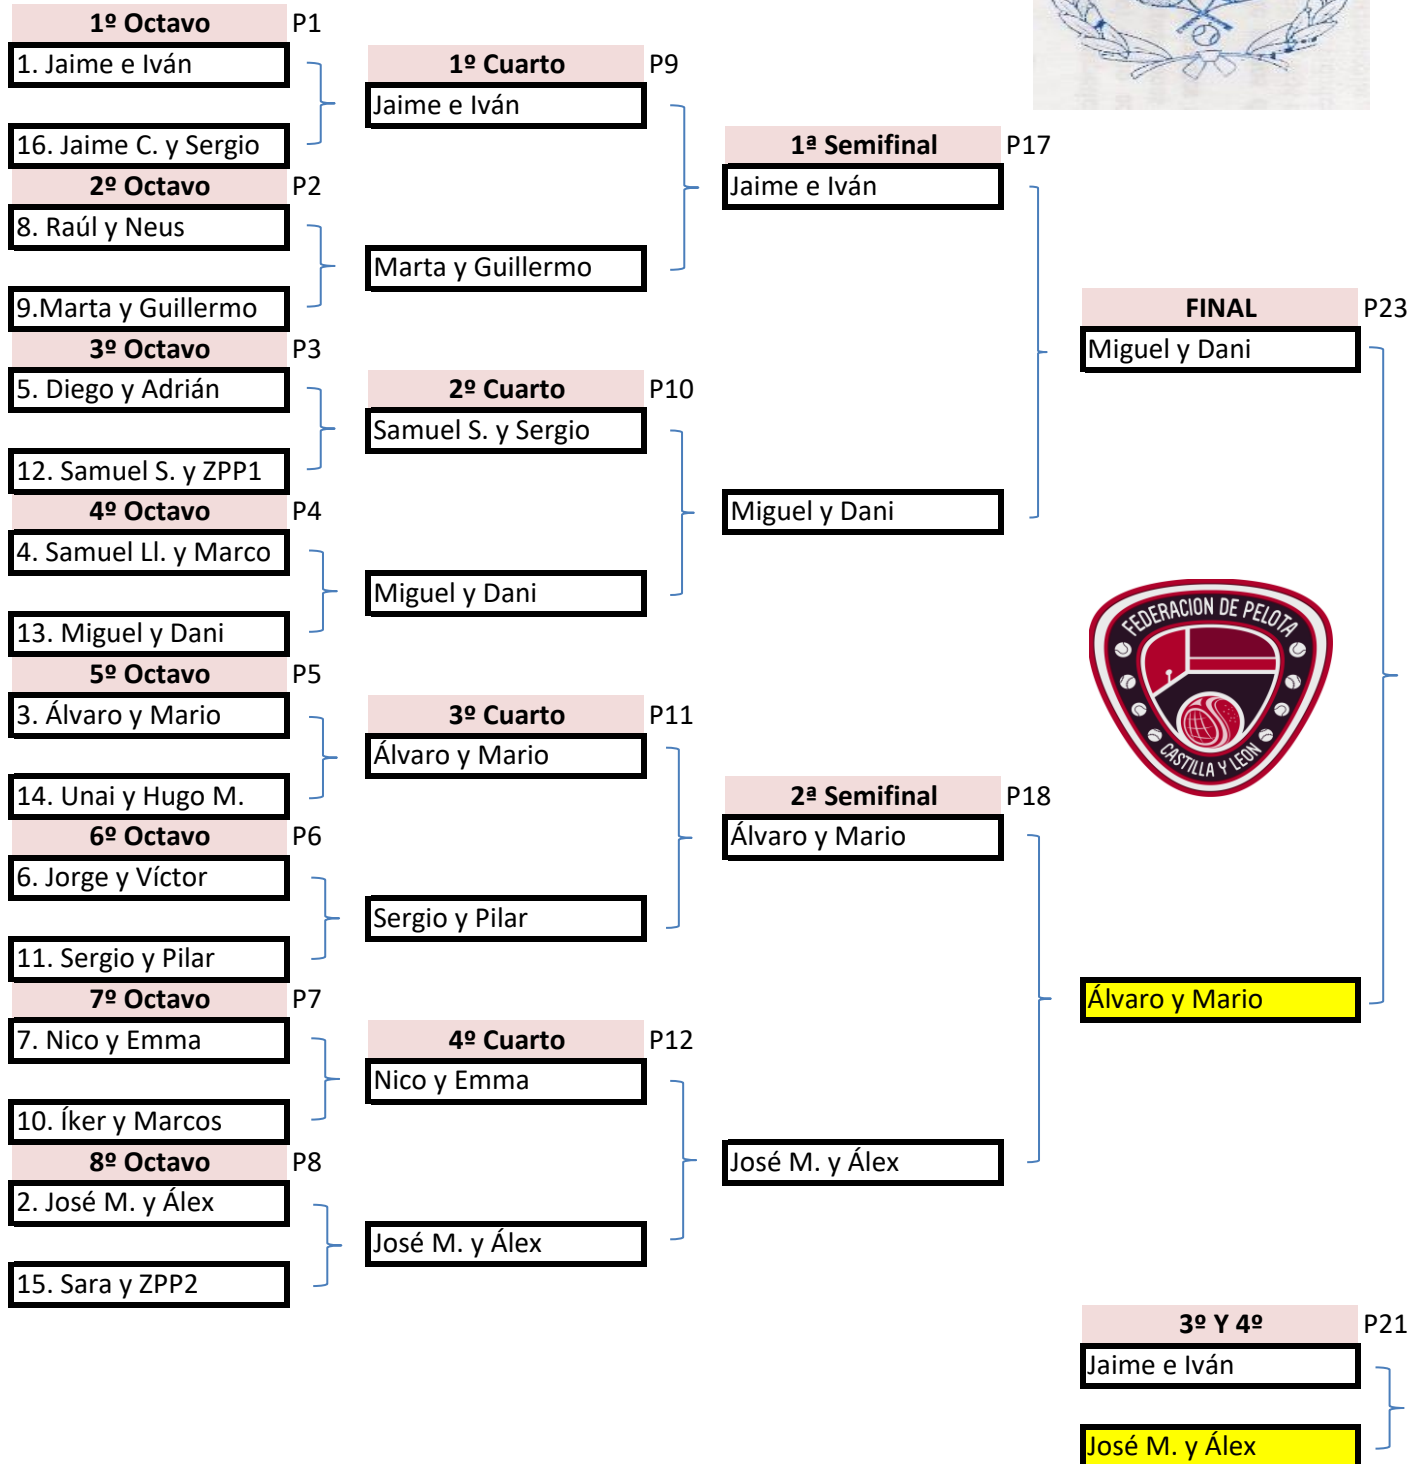 1º Octavo P1
1. Jaime e Iván
16. Jaime C. y Sergio
2º Octavo P2
8. Raúl y Neus
9.Marta y Guillermo
3º Octavo P3
5. Diego y Adrián
12. Samuel S. y ZPP1
4º Octavo P4
4. Samuel Ll. y Marco
13. Miguel y Dani
5º Octavo P5
3. Álvaro y Mario
14. Unai y Hugo M.
6º Octavo P6
6. Jorge y Víctor
11. Sergio y Pilar
7º Octavo P7
7. Nico y Emma
10. Íker y Marcos
8º Octavo P8
2. José M. y Álex
15. Sara y ZPP2
1º Cuarto P9
Jaime e Iván
Marta y Guillermo
2º Cuarto P10
Samuel S. y Sergio
Miguel y Dani
3º Cuarto P11
Álvaro y Mario
Sergio y Pilar
4º Cuarto P12
Nico y Emma
José M. y Álex
1ª Semifinal P17
Jaime e Iván
Miguel y Dani
2ª Semifinal P18
Álvaro y Mario
José M. y Álex
FINAL P23
Miguel y Dani
Álvaro y Mario
FEDERACION DE PELOTA
CASTILLA Y LEON
3º Y 4º P21
Jaime e Iván
José M. y Álex